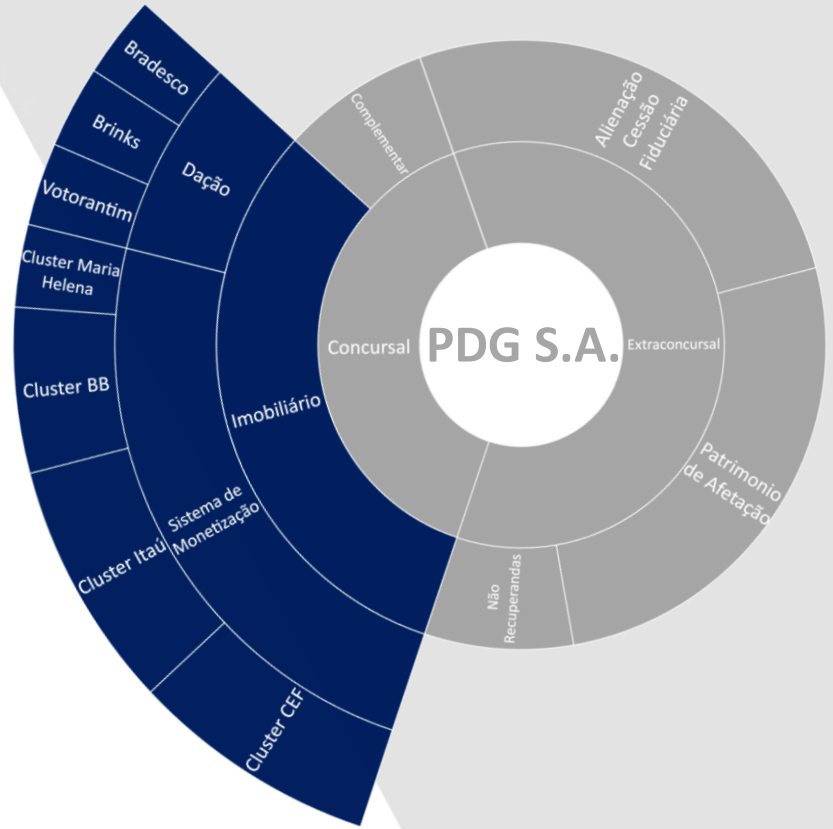 Bradesco
Brinks
Votorantim
Cluster Maria
Helena
Cluster BB
Cluster Itaú
Cluster CEF
Dação
Sistema de
Monetização
Imobiliário
Complementar
Concursal
PDG S.A.
Extraconcursal
Alienação
Cessão
Fiduciária
Patrimonio
de Afetação
Não
Recuperandas